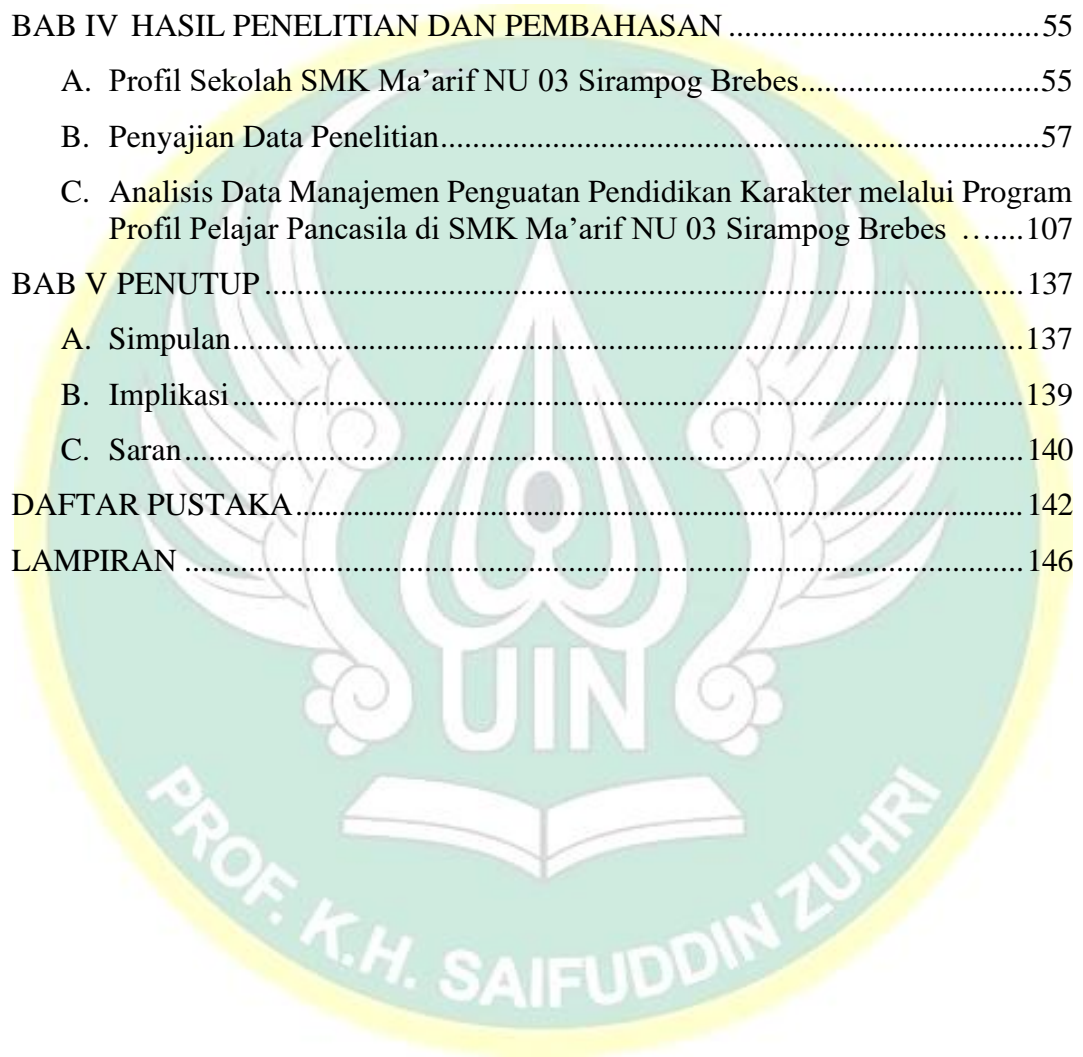 BAB IV HASIL PENELITIAN DAN PEMBAHASAN ....................................... 55
A. Profil Sekolah SMK Ma’arif NU 03 Sirampog Brebes.............................. 55
B. Penyajian Data Penelitian........................................................................... 57
C. Analisis Data Manajemen Penguatan Pendidikan Karakter melalui Program
Profil Pelajar Pancasila di SMK Ma’arif NU 03 Sirampog Brebes …....107
BAB V PENUTUP ............................................................................................... 137
A. Simpulan................................................................................................... 137
B. Implikasi ................................................................................................... 139
C. Saran ......................................................................................................... 140
DAFTAR PUSTAKA ........................................................................................... 142
LAMPIRAN ......................................................................................................... 146
UIN
PROF. K.H. SAIFUDDIN ZUHRI